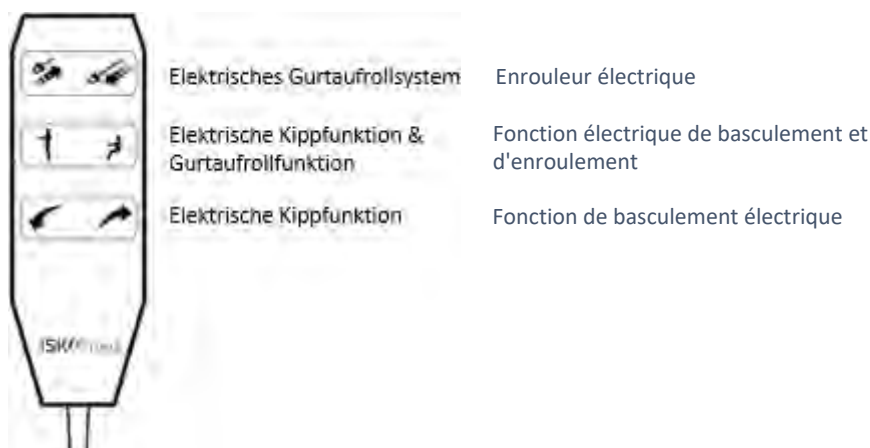 Elektrisches Gurtaufrollsystem
Enrouleur électrique
Elektrische Kippfunktion &
Gurtaufrollfunktion
Fonction électrique de basculement et
d'enroulement
Elektrische Kippfunktion
Fonction de basculement électrique